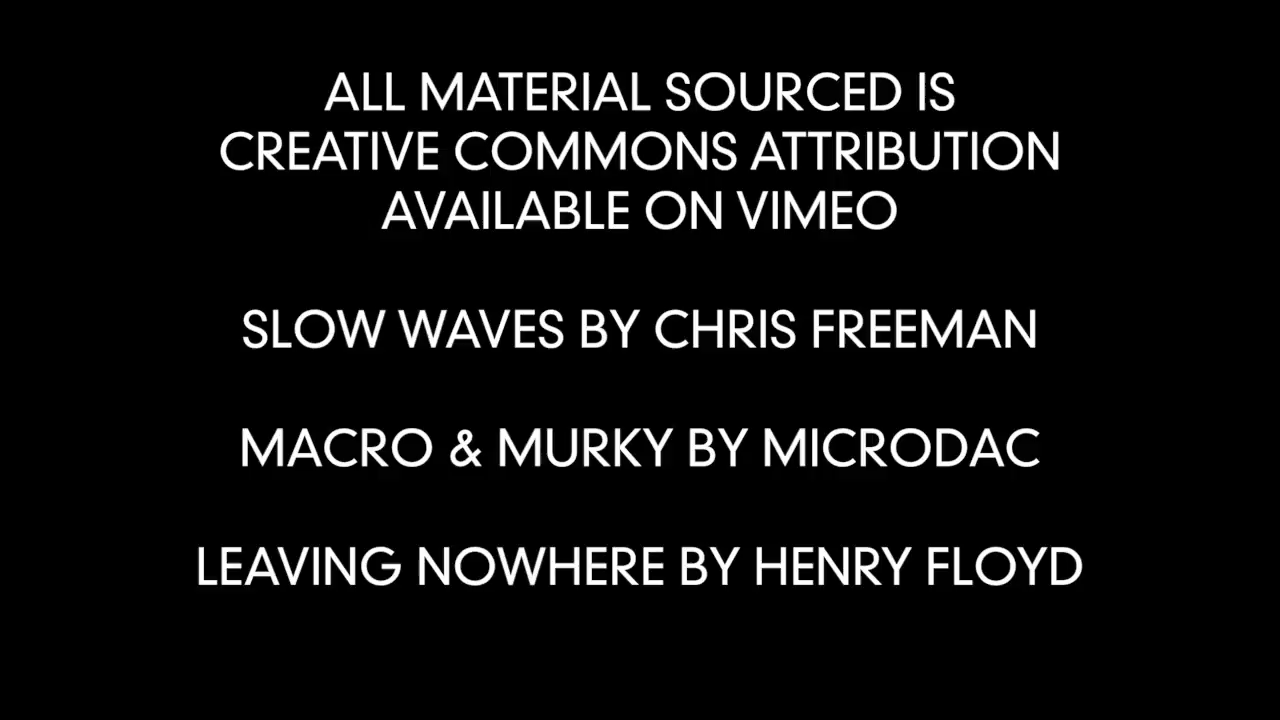 ALL MATERIAL SOURCED IS
CREATIVE COMMONS ATTRIBUTION
AVAILABLE ON VIMEO
SLOW WAVES BY CHRIS FREEMAN
MACRO & MURKY BY MICRODAC
LEAVING NOWHERE BY HENRY FLOYD